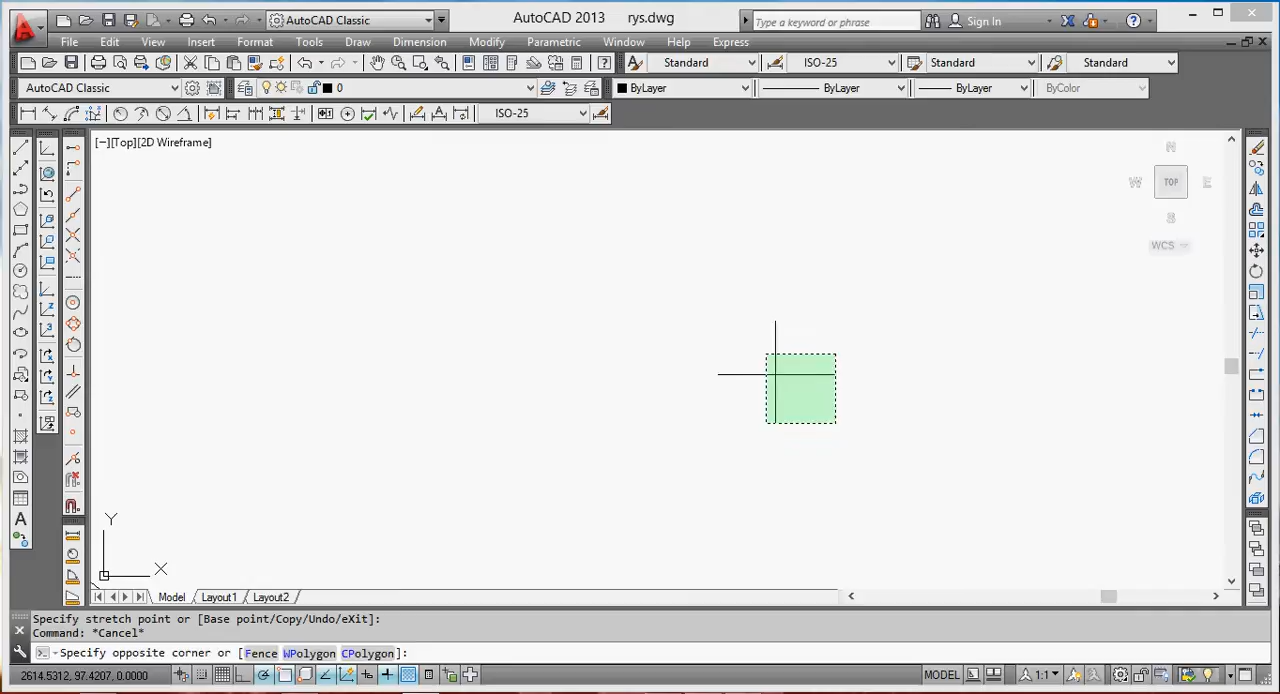 AutoCAD Classic
AutoCAD 2013 rys.dwg
Type a keyword or phrase
Sign In
File Edit View Insert Format Tools Draw Dimension Modify Parametric Window Help Express
Standard ISO-25 Standard Standard
AutoCAD Classic 0 ByLayer ByLayer ByLayer ByColor
ISO-25
[−][Top][2D Wireframe]
N
W TOP E
S
WCS
Y
X
Model Layout1 Layout2
Specify stretch point or [Base point/Copy/Undo/eXit]:
Command: *Cancel*
Specify opposite corner or [Fence WPolygon CPolygon]:
2614.5312, 97.4207, 0.0000 MODEL 1:1